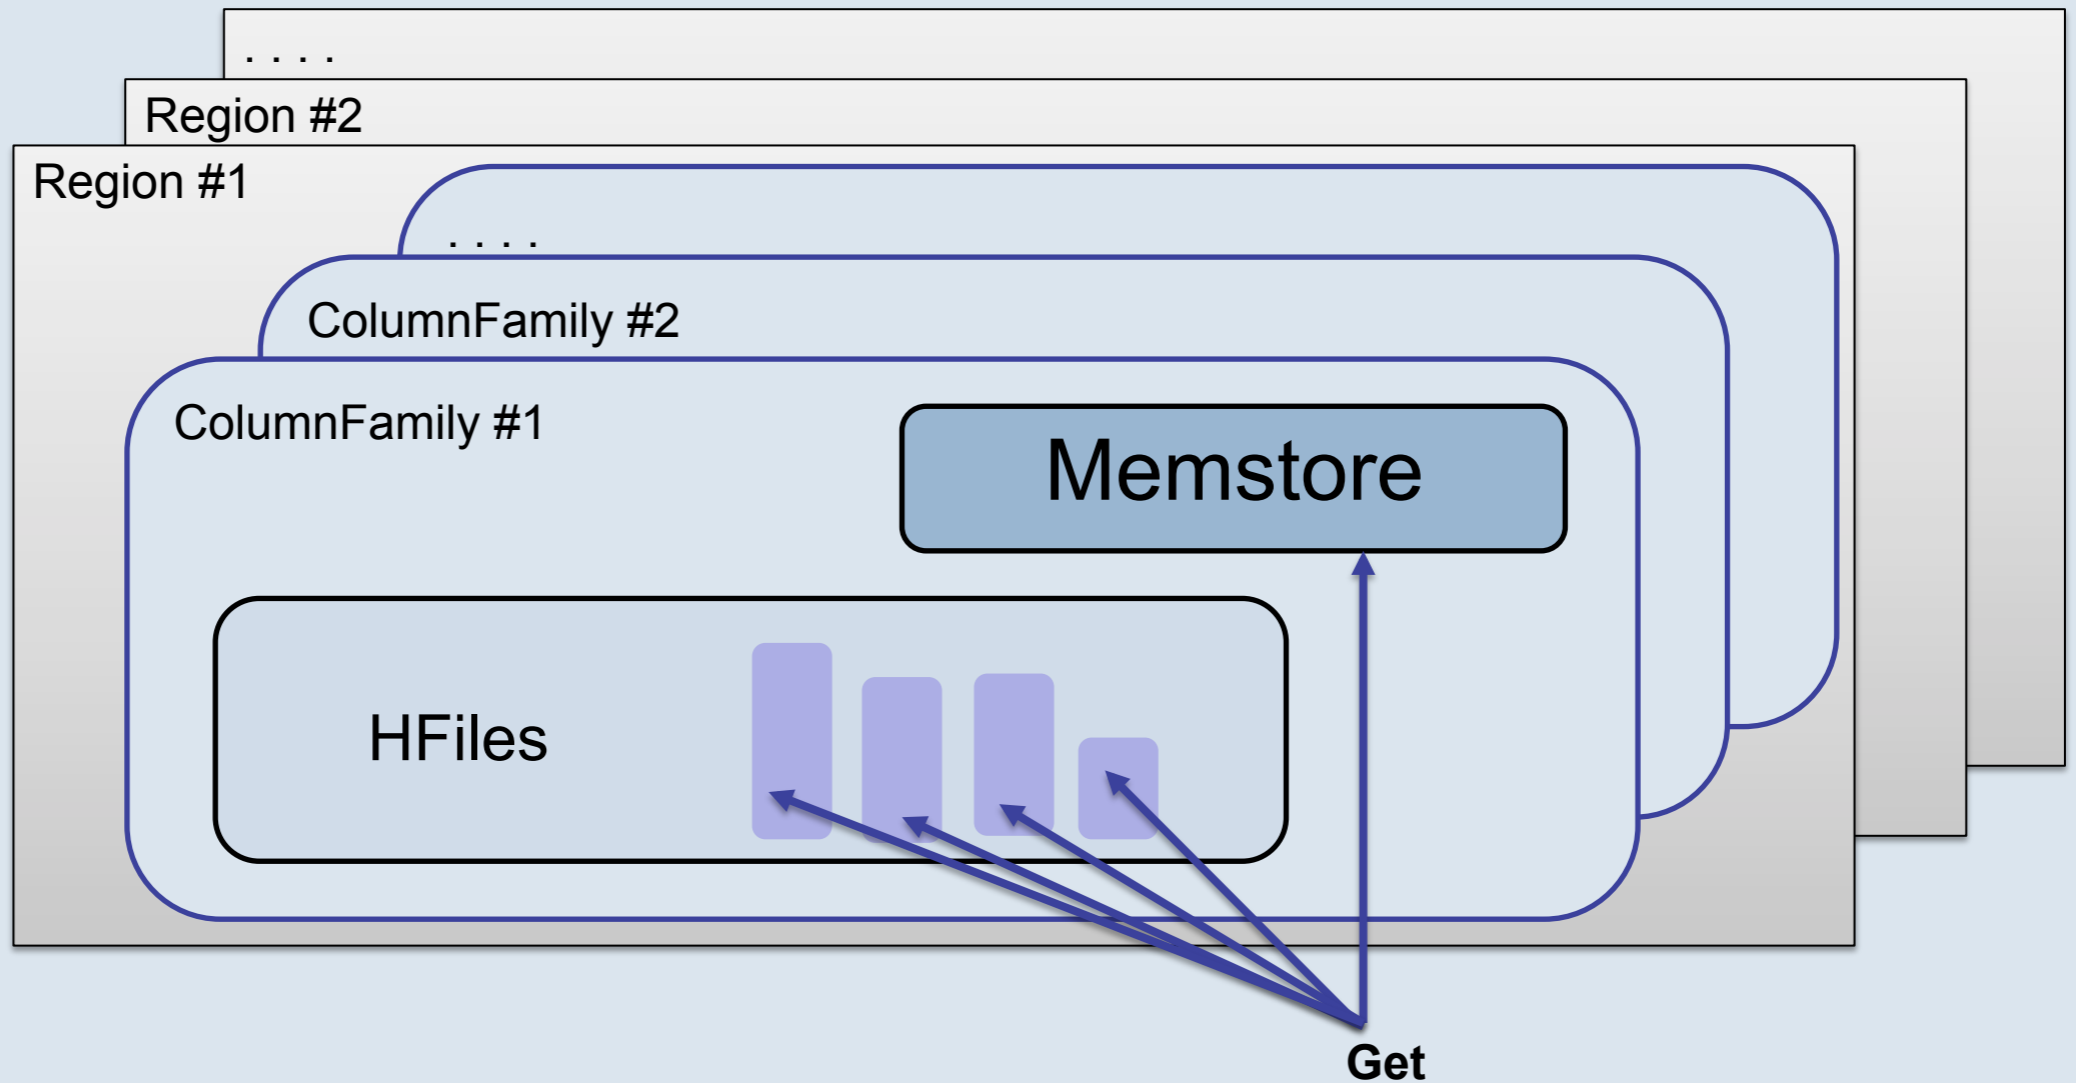 . . . .
Region #2
Region #1
. . . .
ColumnFamily #2
ColumnFamily #1
Memstore
HFiles
Get